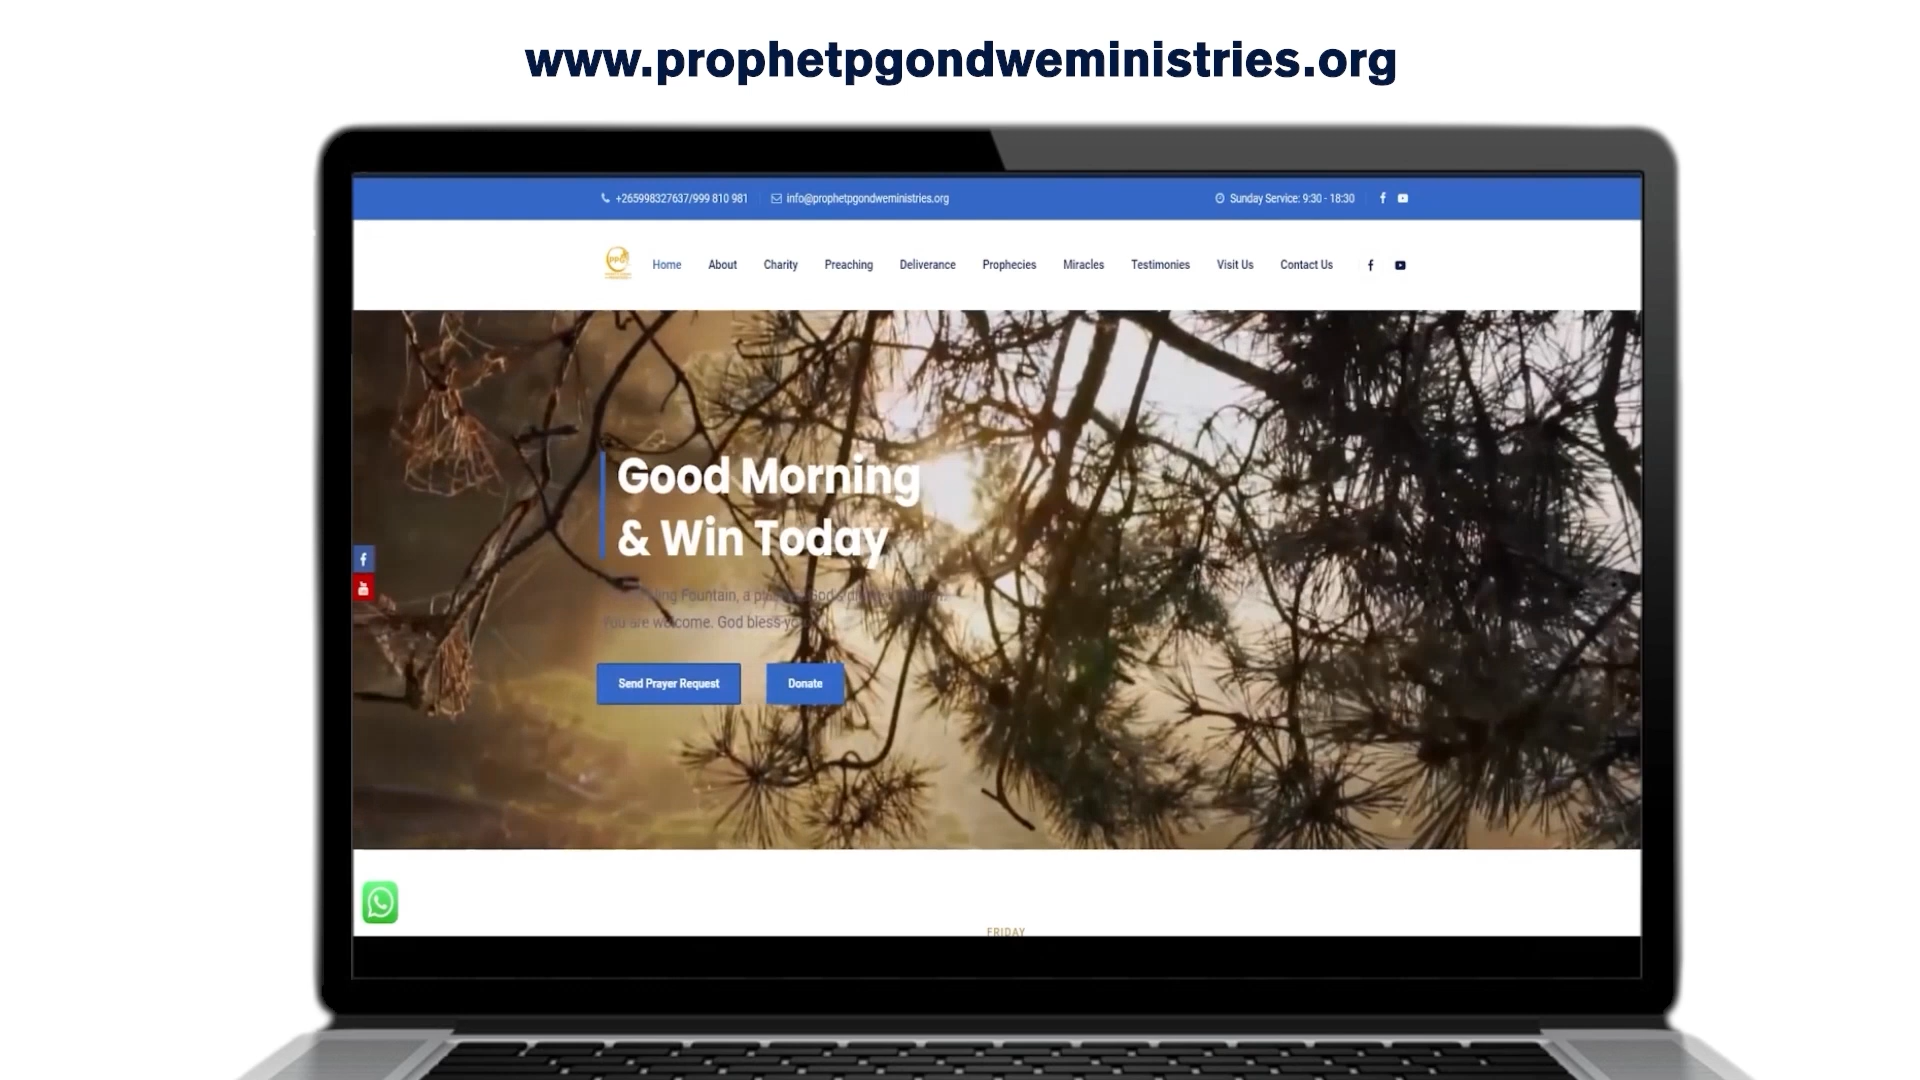 www.prophetpgondweministries.org
+265998327637/999 810 981 info@prophetpgondweministries.org Sunday Service: 9:30 - 18:30
PPG
Home About Charity Preaching Deliverance Prophecies Miracles Testimonies Visit Us Contact Us
Good Morning
& Win Today
Fountain, a God's
You are welcome. God bless
Send Prayer Request Donate
FRIDAY